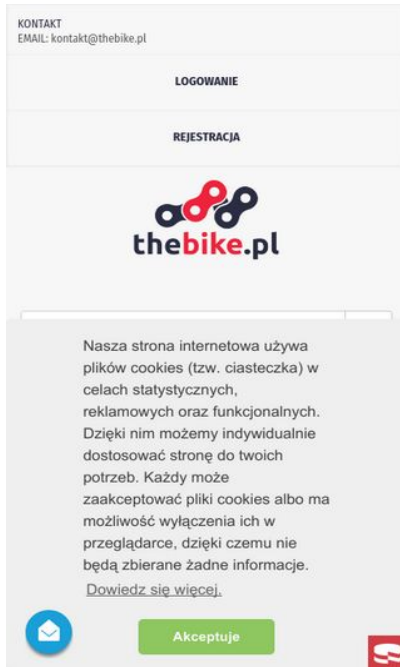 KONTAKT
EMAIL: kontakt@thebike.pl
LOGOWANIE
REJESTRACJA
thebike.pl
Nasza strona internetowa używa
plików cookies (tzw. ciasteczka) w
celach statystycznych,
reklamowych oraz funkcjonalnych.
Dzięki nim możemy indywidualnie
dostosować stronę do twoich
potrzeb. Każdy może
zaakceptować pliki cookies albo ma
możliwość wyłączenia ich w
przeglądarce, dzięki czemu nie
będą zbierane żadne informacje.
Dowiedz się więcej.
Akceptuje